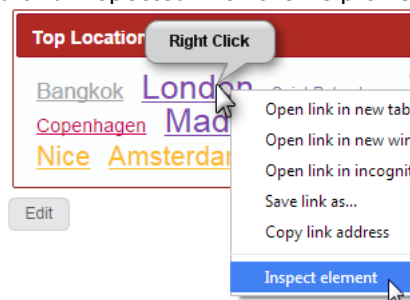 Top Location
Right Click
Bangkok London
Copenhagen Mad
Nice Amsterda
Open link in new tab
Open link in new win
Open link in incognit
Save link as...
Copy link address
Inspect element
Edit